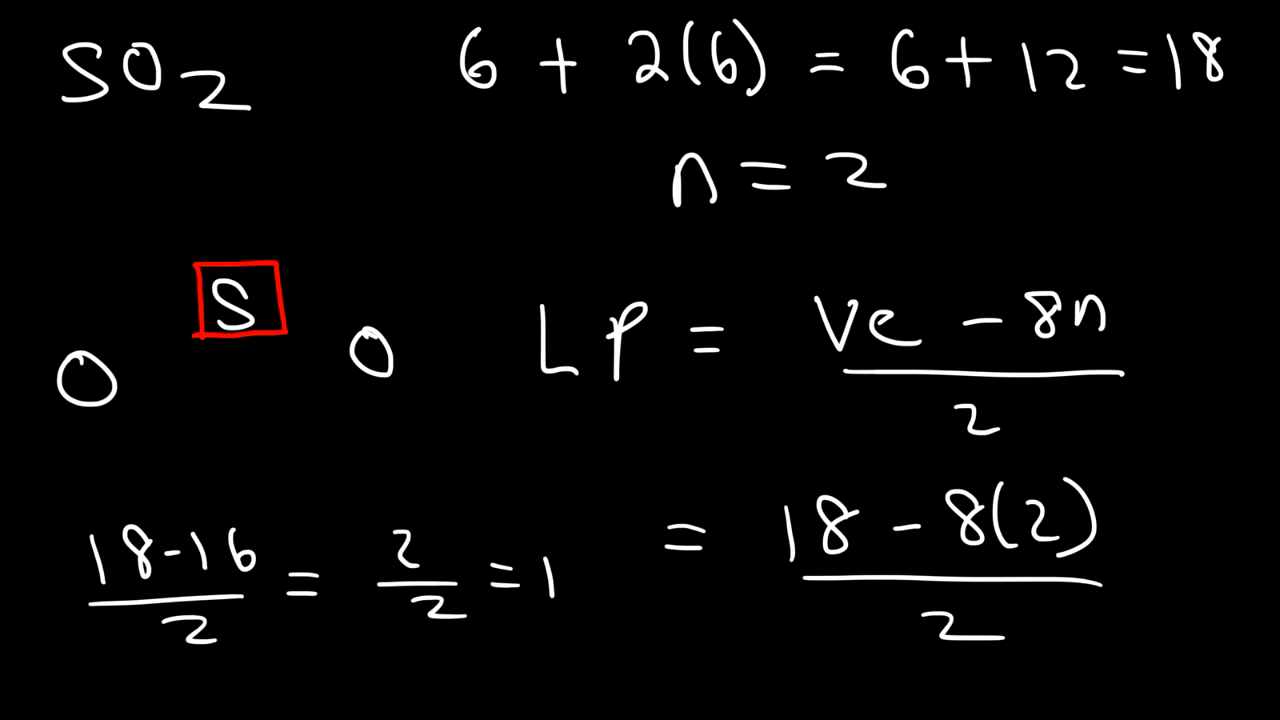 SO₂ 6 + 2(6) = 6 + 12 = 18
n = 2
S
O O
LP = (Ve - 8n)/2
= (18 - 8(2))/2
(18-16)/2 = 2/2 = 1